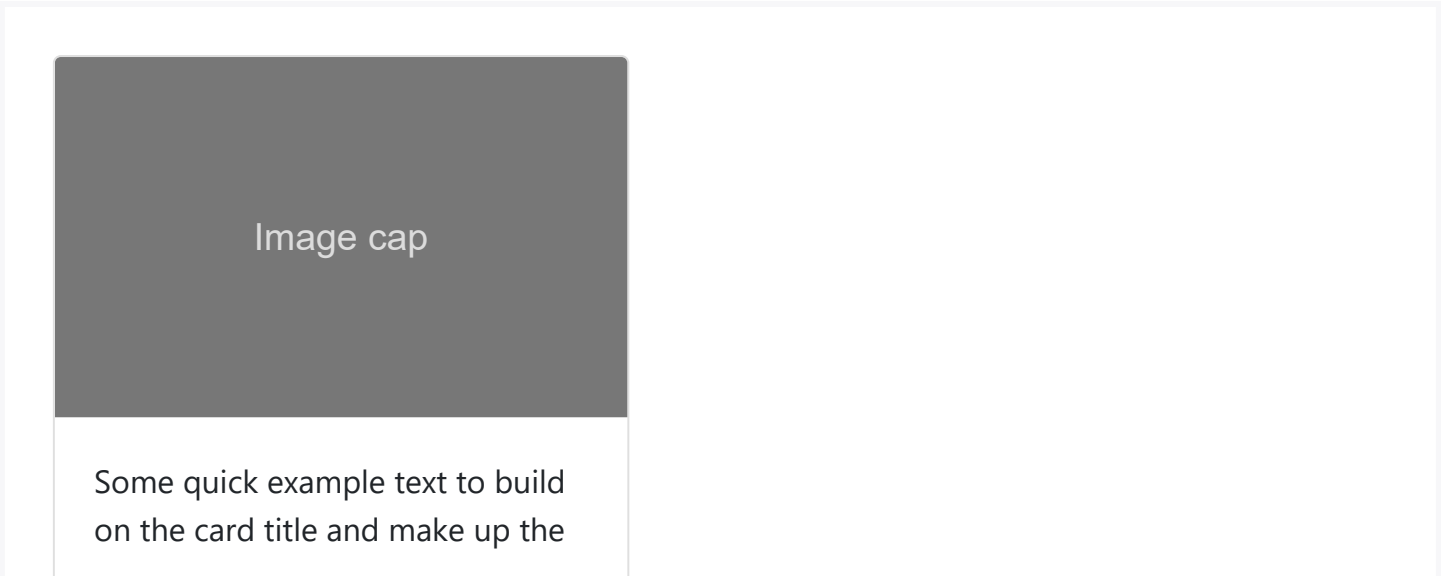 Image cap
Some quick example text to build
on the card title and make up the